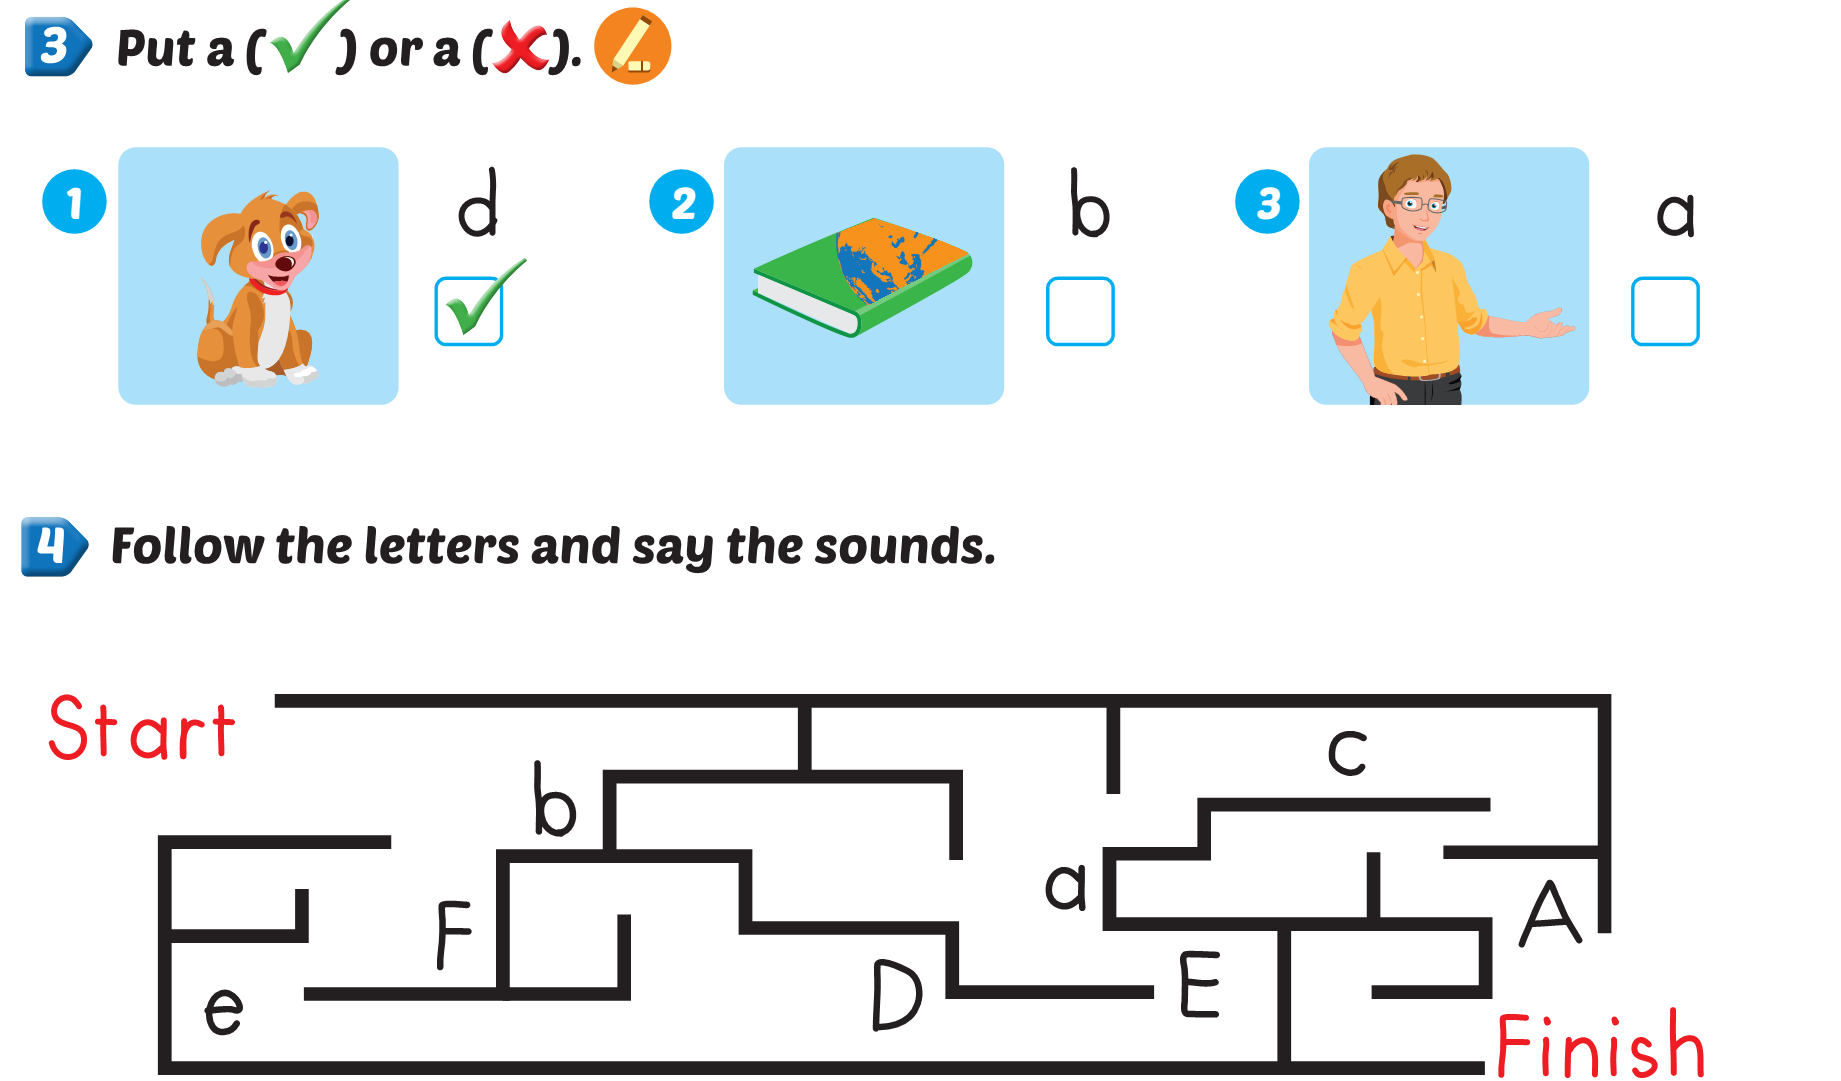 3 Put a (✓) or a (✗).
1 d
2 b
3 a
4 Follow the letters and say the sounds.
Start
c
b
a
A
F
E
D
e
Finish